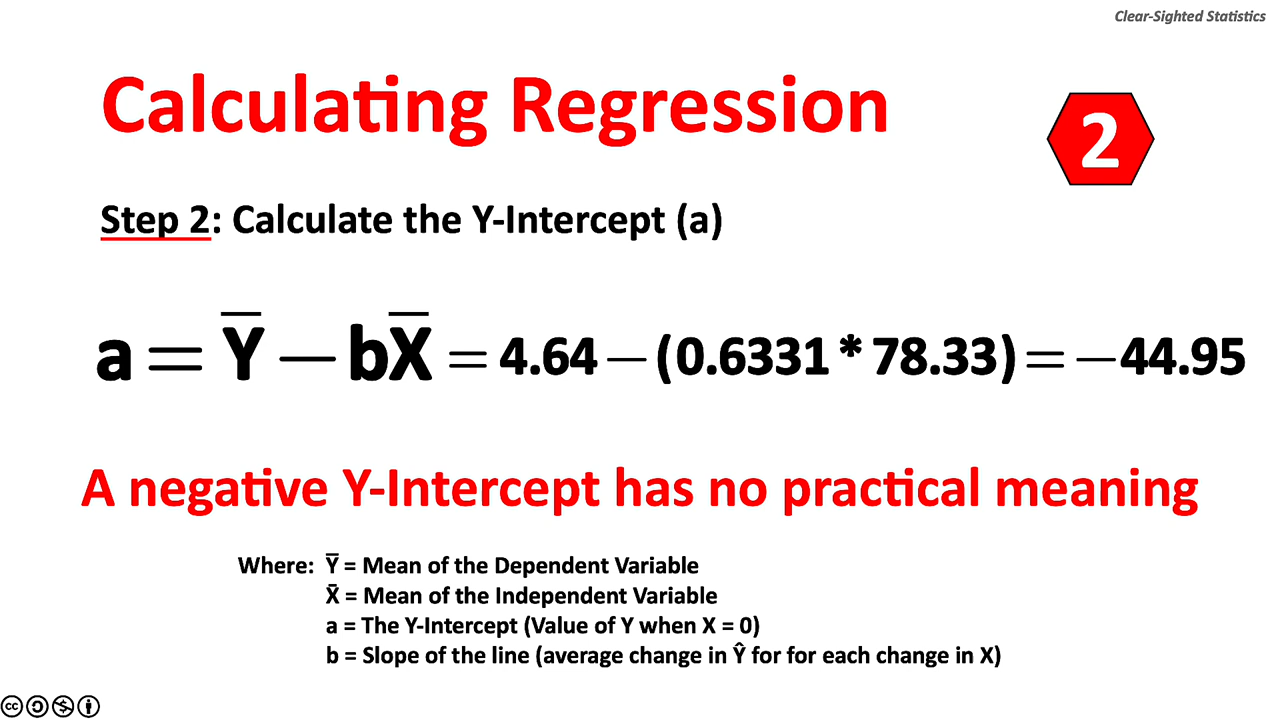 Clear-Sighted Statistics
Calculating Regression
2
Step 2: Calculate the Y-Intercept (a)
a = Y̅ − bX̅ = 4.64 − (0.6331 * 78.33) = −44.95
A negative Y-Intercept has no practical meaning
Where: Y̅ = Mean of the Dependent Variable
X̄ = Mean of the Independent Variable
a = The Y-Intercept (Value of Y when X = 0)
b = Slope of the line (average change in Ŷ for for each change in X)
cc